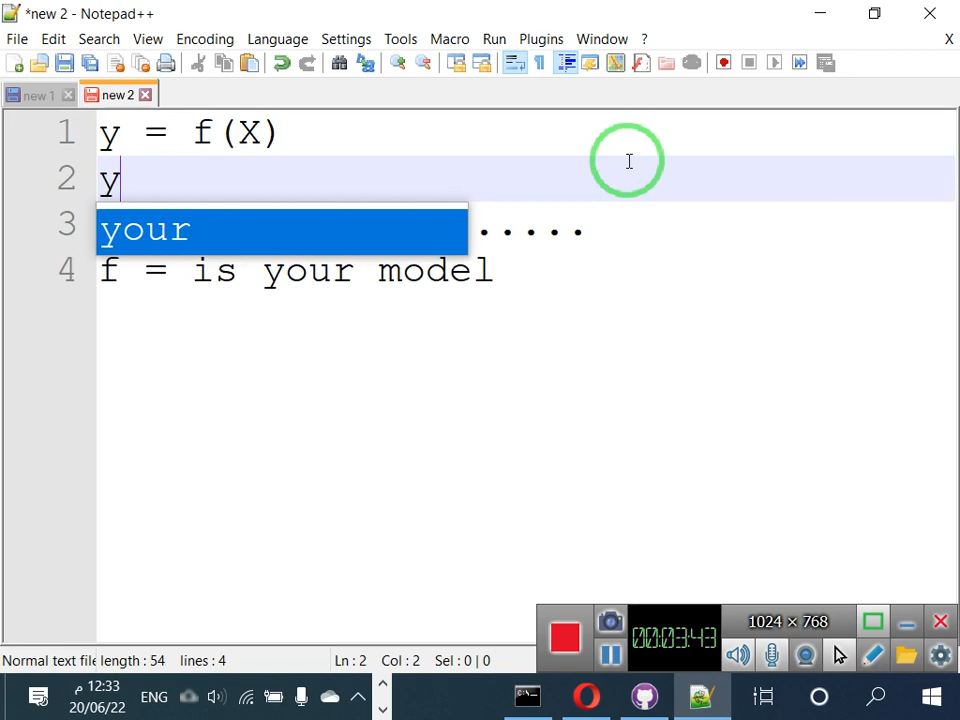 *new 2 - Notepad++
File Edit Search View Encoding Language Settings Tools Macro Run Plugins Window ? X
new 1 new 2
1 y = f(X)
2 y
your
3 .....
4 f = is your model
1024 × 768
00:03:43
Normal text file length : 54 lines : 4 Ln : 2 Col : 2 Sel : 0 | 0
12:33 م
20/06/22
ENG